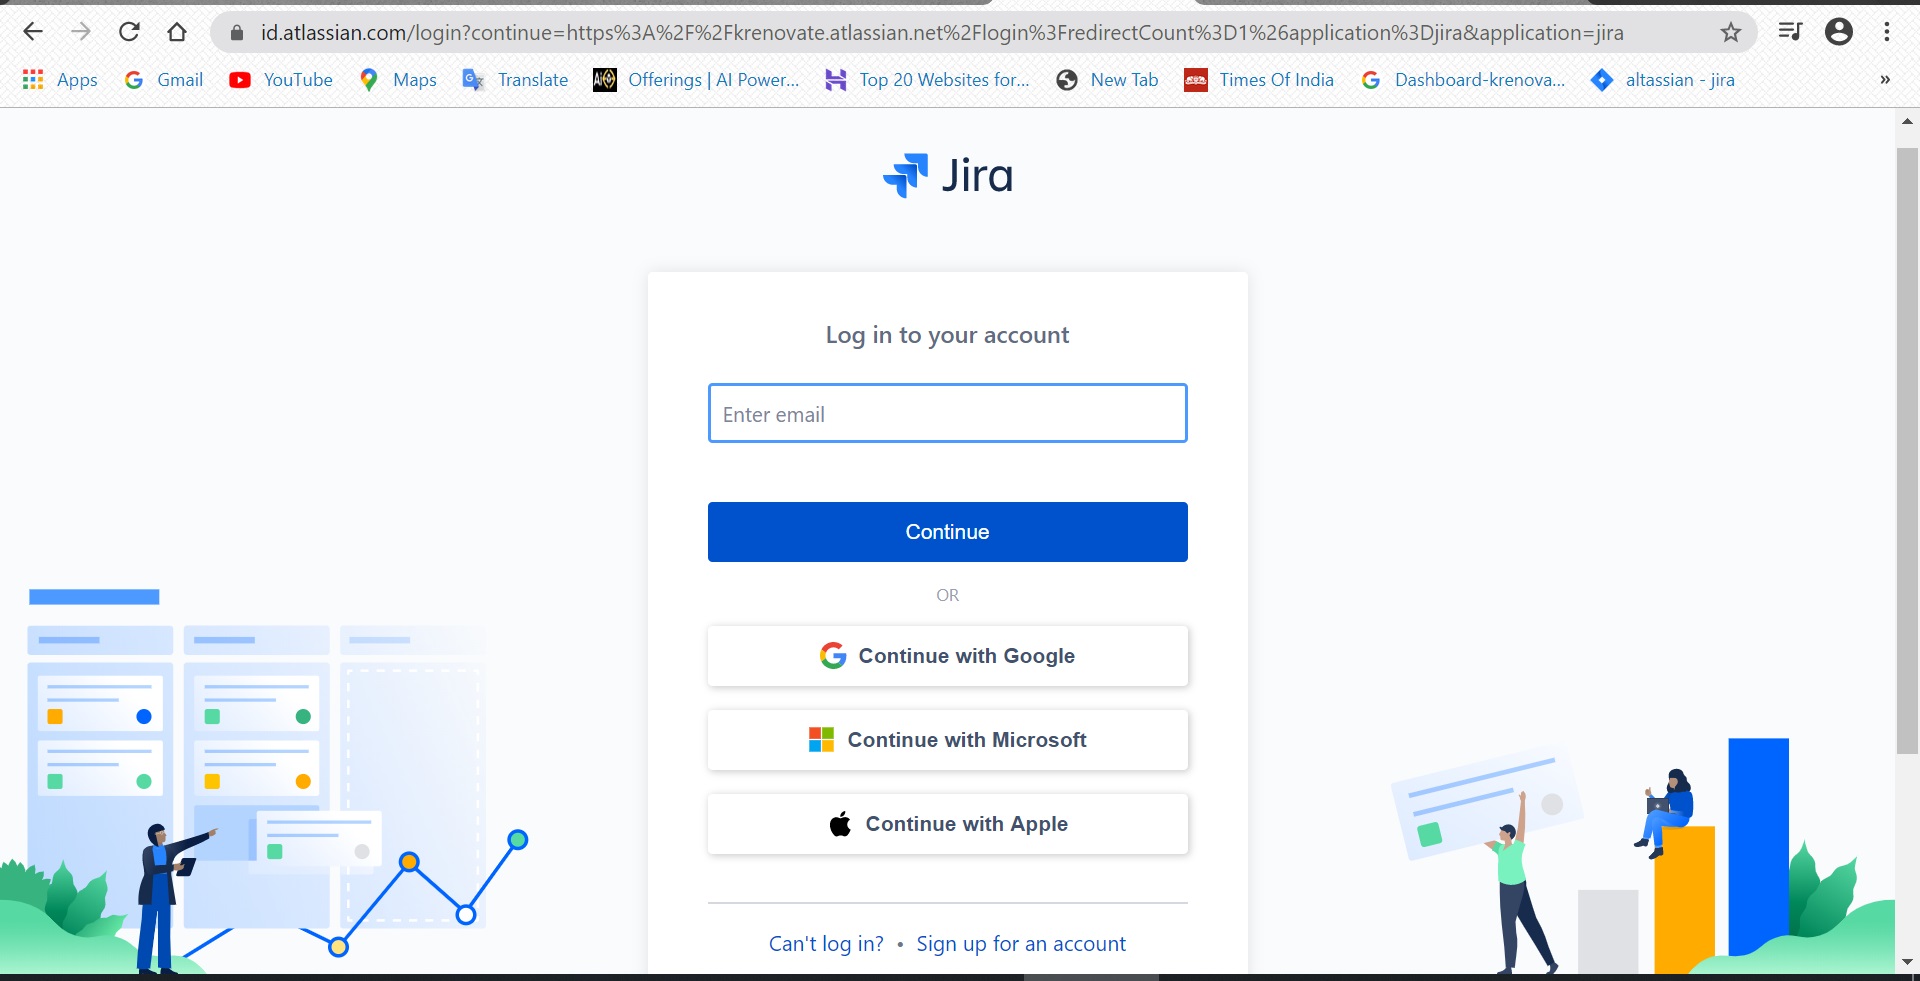 id.atlassian.com/login?continue=https%3A%2F%2Fkrenovate.atlassian.net%2Flogin%3FredirectCount%3D1%26application%3Djira&application=jira
Apps Gmail YouTube Maps Translate Offerings | AI Power... Top 20 Websites for... New Tab Times Of India Dashboard-krenova... altassian - jira »
Jira
Log in to your account
Enter email
Continue
OR
Continue with Google
Continue with Microsoft
Continue with Apple
Can't log in? • Sign up for an account